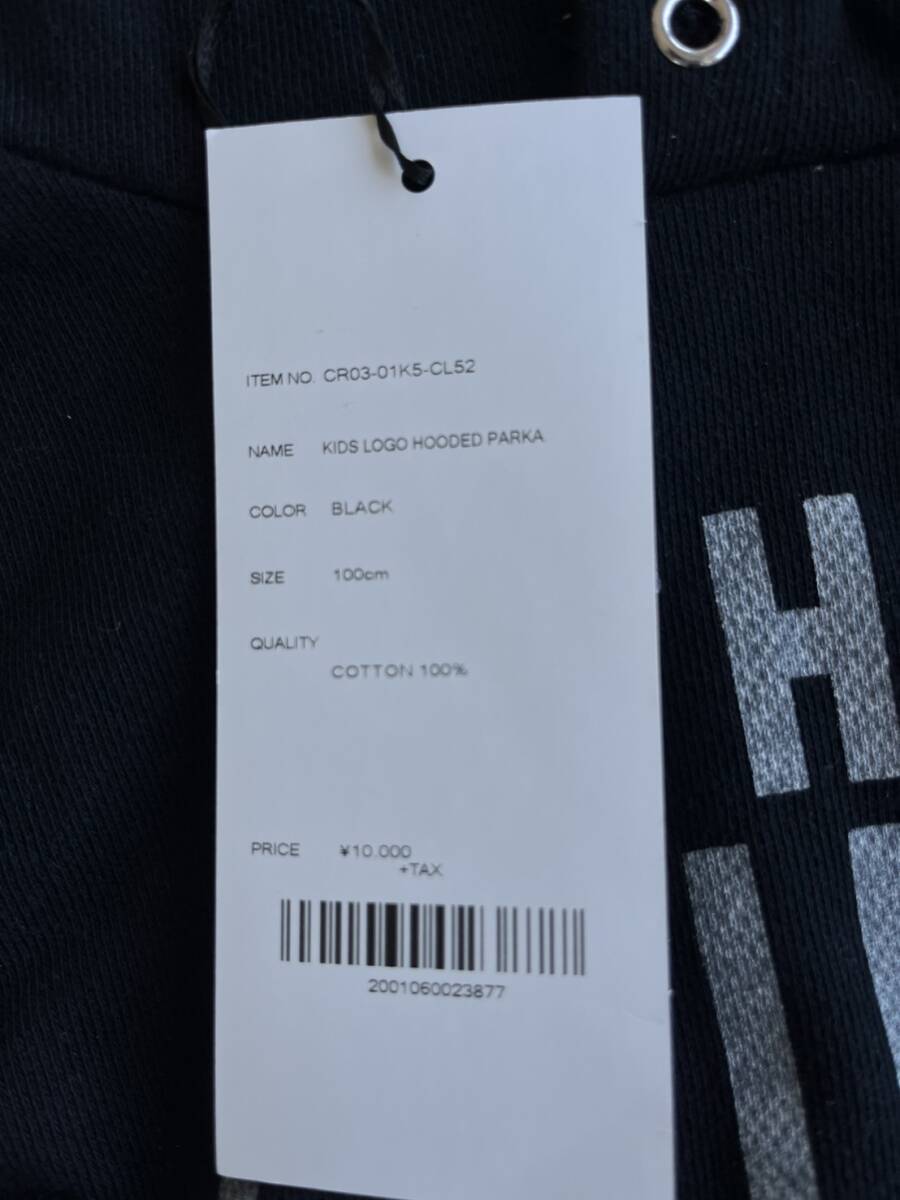 ITEM NO. CR03-01K5-CL52
NAME KIDS LOGO HOODED PARKA
COLOR BLACK
SIZE 100cm
QUALITY
COTTON 100%
PRICE ¥10.000
+TAX
2001060023877
H